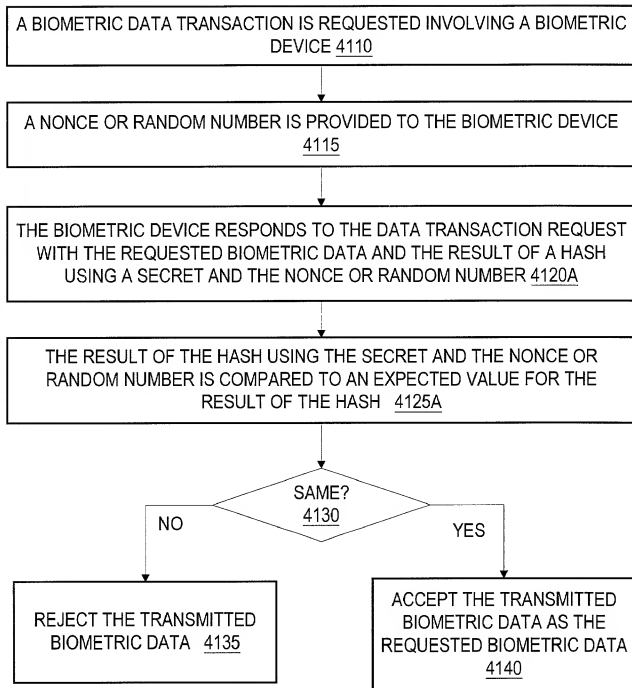 A BIOMETRIC DATA TRANSACTION IS REQUESTED INVOLVING A BIOMETRIC
DEVICE 4110
A NONCE OR RANDOM NUMBER IS PROVIDED TO THE BIOMETRIC DEVICE
4115
THE BIOMETRIC DEVICE RESPONDS TO THE DATA TRANSACTION REQUEST
WITH THE REQUESTED BIOMETRIC DATA AND THE RESULT OF A HASH
USING A SECRET AND THE NONCE OR RANDOM NUMBER 4120A
THE RESULT OF THE HASH USING THE SECRET AND THE NONCE OR
RANDOM NUMBER IS COMPARED TO AN EXPECTED VALUE FOR THE
RESULT OF THE HASH 4125A
SAME?
4130
NO
YES
REJECT THE TRANSMITTED
BIOMETRIC DATA 4135
ACCEPT THE TRANSMITTED
BIOMETRIC DATA AS THE
REQUESTED BIOMETRIC DATA
4140